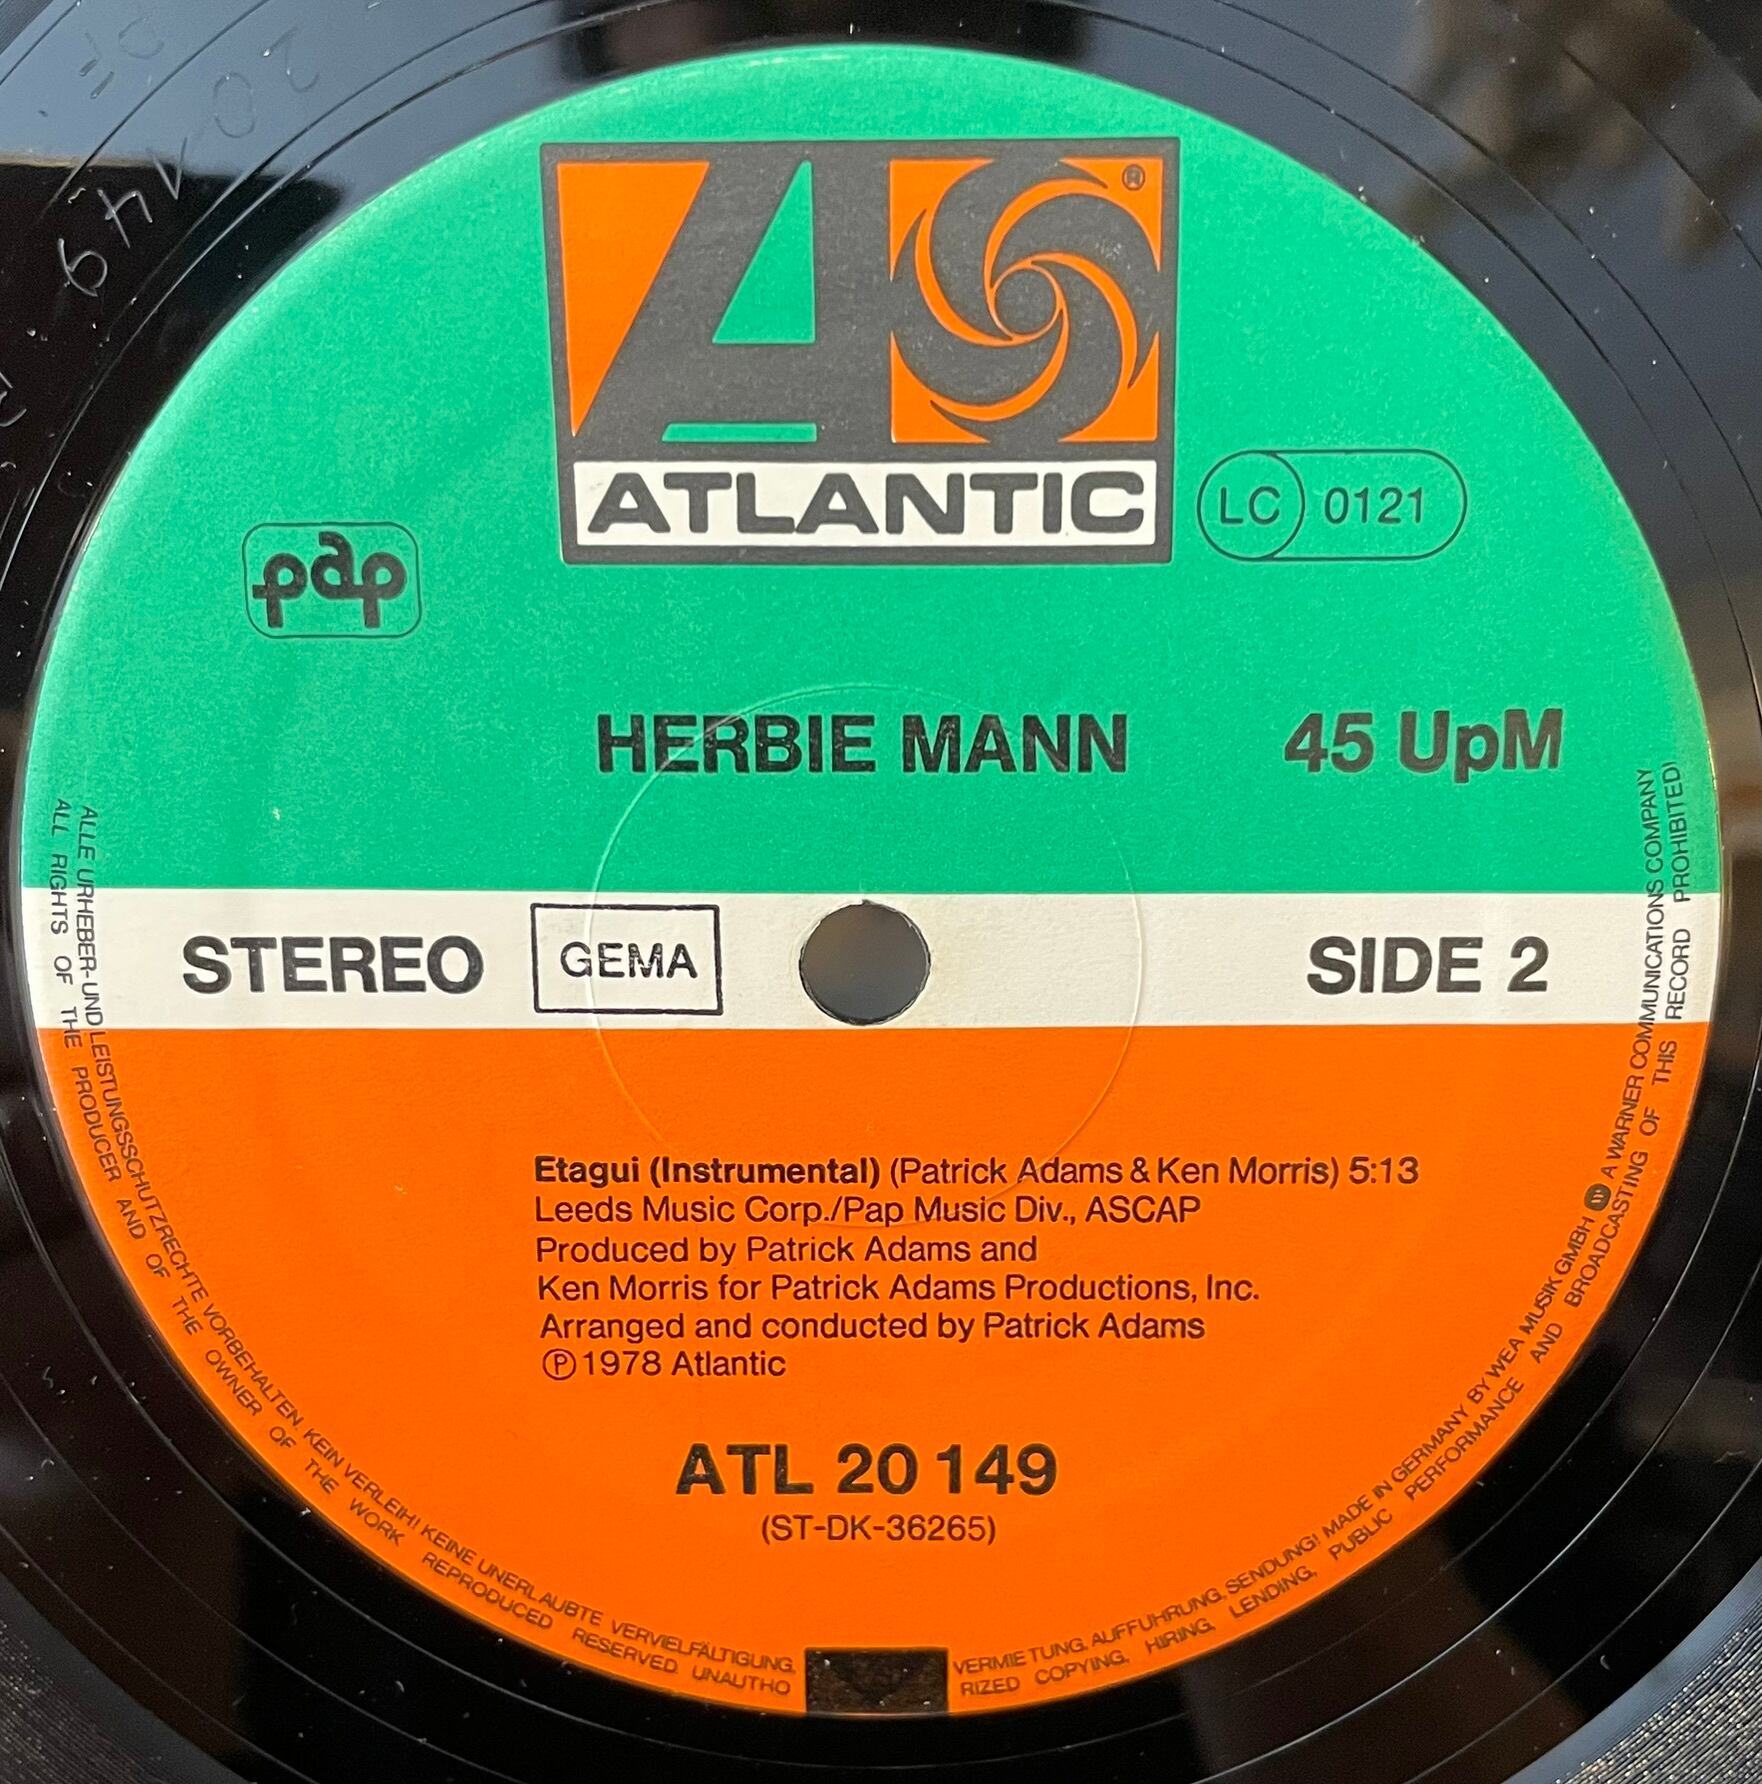 20149
®
ATLANTIC
LC 0121
pap
HERBIE MANN
45 UpM
STEREO
GEMA
SIDE 2
Etagui (Instrumental) (Patrick Adams & Ken Morris) 5:13
Leeds Music Corp./Pap Music Div., ASCAP
Produced by Patrick Adams and
Ken Morris for Patrick Adams Productions, Inc.
Arranged and conducted by Patrick Adams
℗ 1978 Atlantic
ATL 20 149
(ST-DK-36265)
ALLE URHEBER- UND LEISTUNGSSCHUTZRECHTE VORBEHALTEN. KEIN VERLEIH! KEINE UNERLAUBTE VERVIELFÄLTIGUNG, VERMIETUNG, AUFFUHRUNG, SENDUNG! MADE IN GERMANY BY WEA MUSIK GMBH A WARNER COMMUNICATIONS COMPANY
ALL RIGHTS OF THE PRODUCER AND OF THE OWNER OF THE WORK REPRODUCED RESERVED. UNAUTHORIZED COPYING, HIRING, LENDING, PUBLIC PERFORMANCE AND BROADCASTING OF THIS RECORD PROHIBITED!